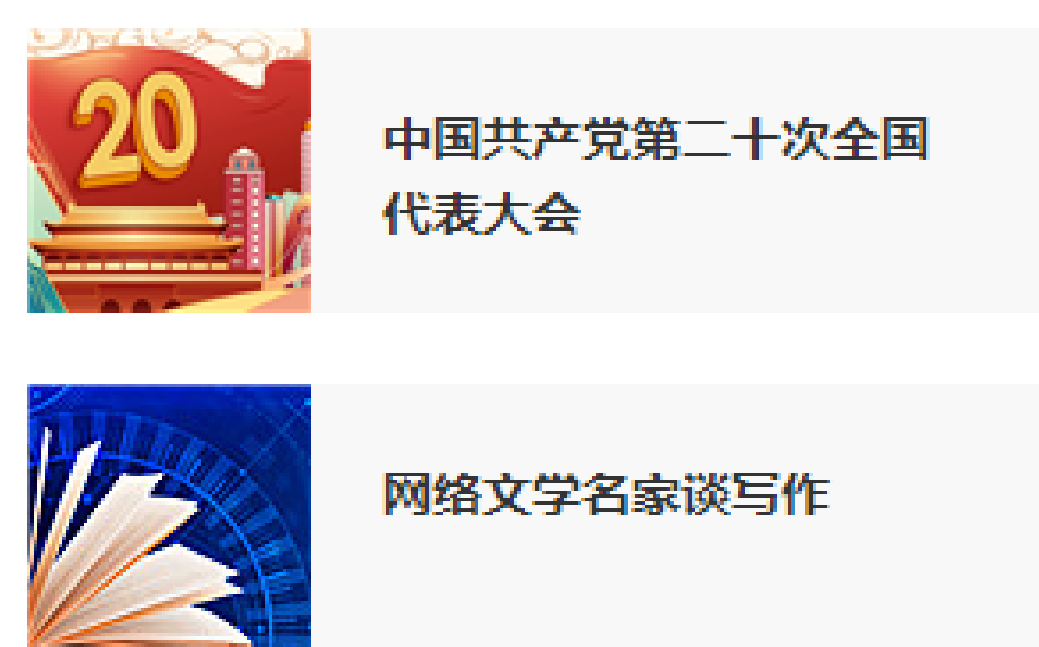 20
中国共产党第二十次全国
代表大会
网络文学名家谈写作